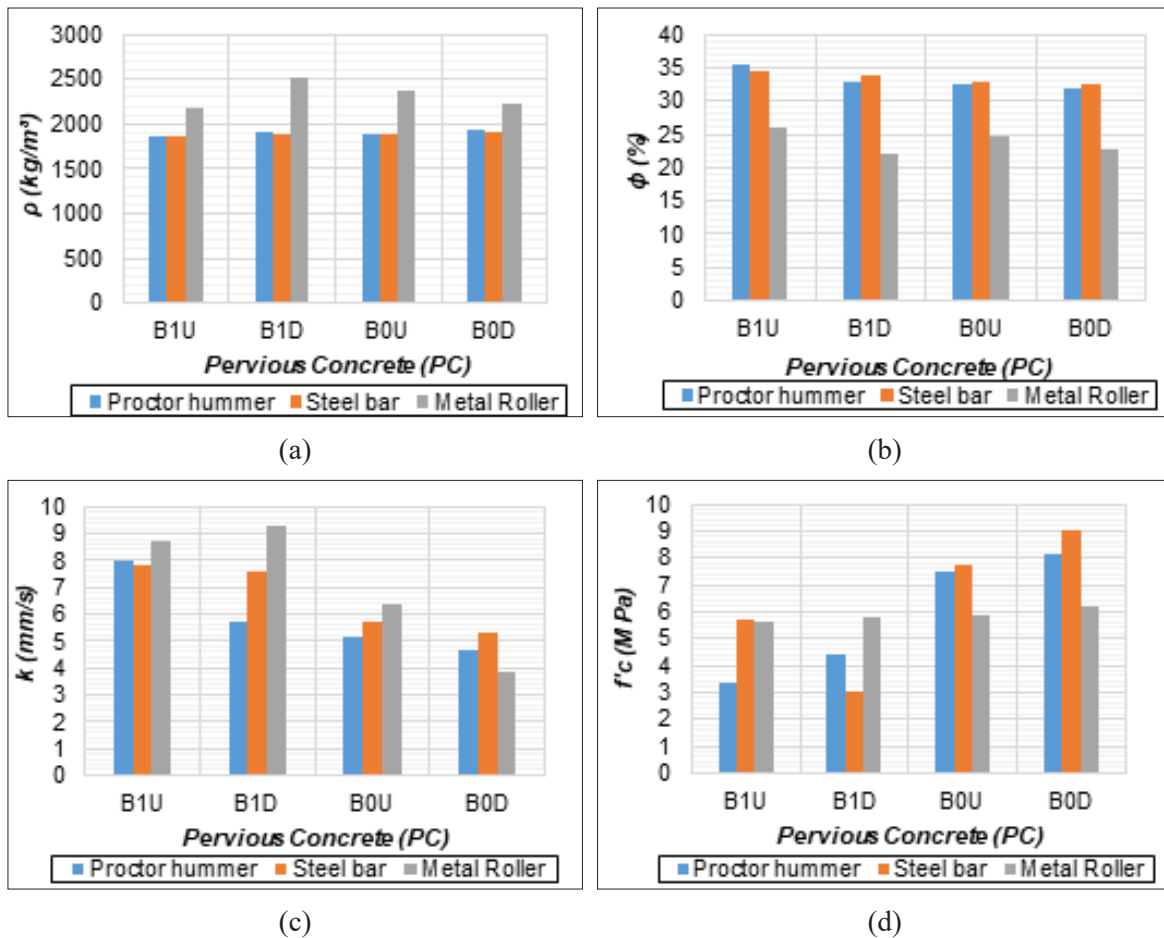 ρ (kg/m³)
3000
2500
2000
1500
1000
500
0
B1U B1D B0U B0D
Pervious Concrete (PC)
Proctor hummer Steel bar Metal Roller
(a)
ϕ (%)
40
35
30
25
20
15
10
5
0
B1U B1D B0U B0D
Pervious Concrete (PC)
Proctor hummer Steel bar Metal Roller
(b)
k (mm/s)
10
9
8
7
6
5
4
3
2
1
0
B1U B1D B0U B0D
Pervious Concrete (PC)
Proctor hummer Steel bar Metal Roller
(c)
f'c (M Pa)
10
9
8
7
6
5
4
3
2
1
0
B1U B1D B0U B0D
Pervious Concrete (PC)
Proctor hummer Steel bar Metal Roller
(d)